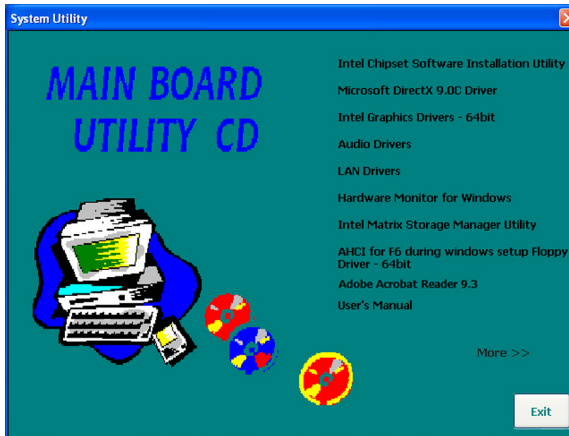 System Utility
MAIN BOARD
UTILITY CD
Intel Chipset Software Installation Utility
Microsoft DirectX 9.0C Driver
Intel Graphics Drivers - 64bit
Audio Drivers
LAN Drivers
Hardware Monitor for Windows
Intel Matrix Storage Manager Utility
AHCI for F6 during windows setup Floppy
Driver - 64bit
Adobe Acrobat Reader 9.3
User's Manual
More >>
Exit